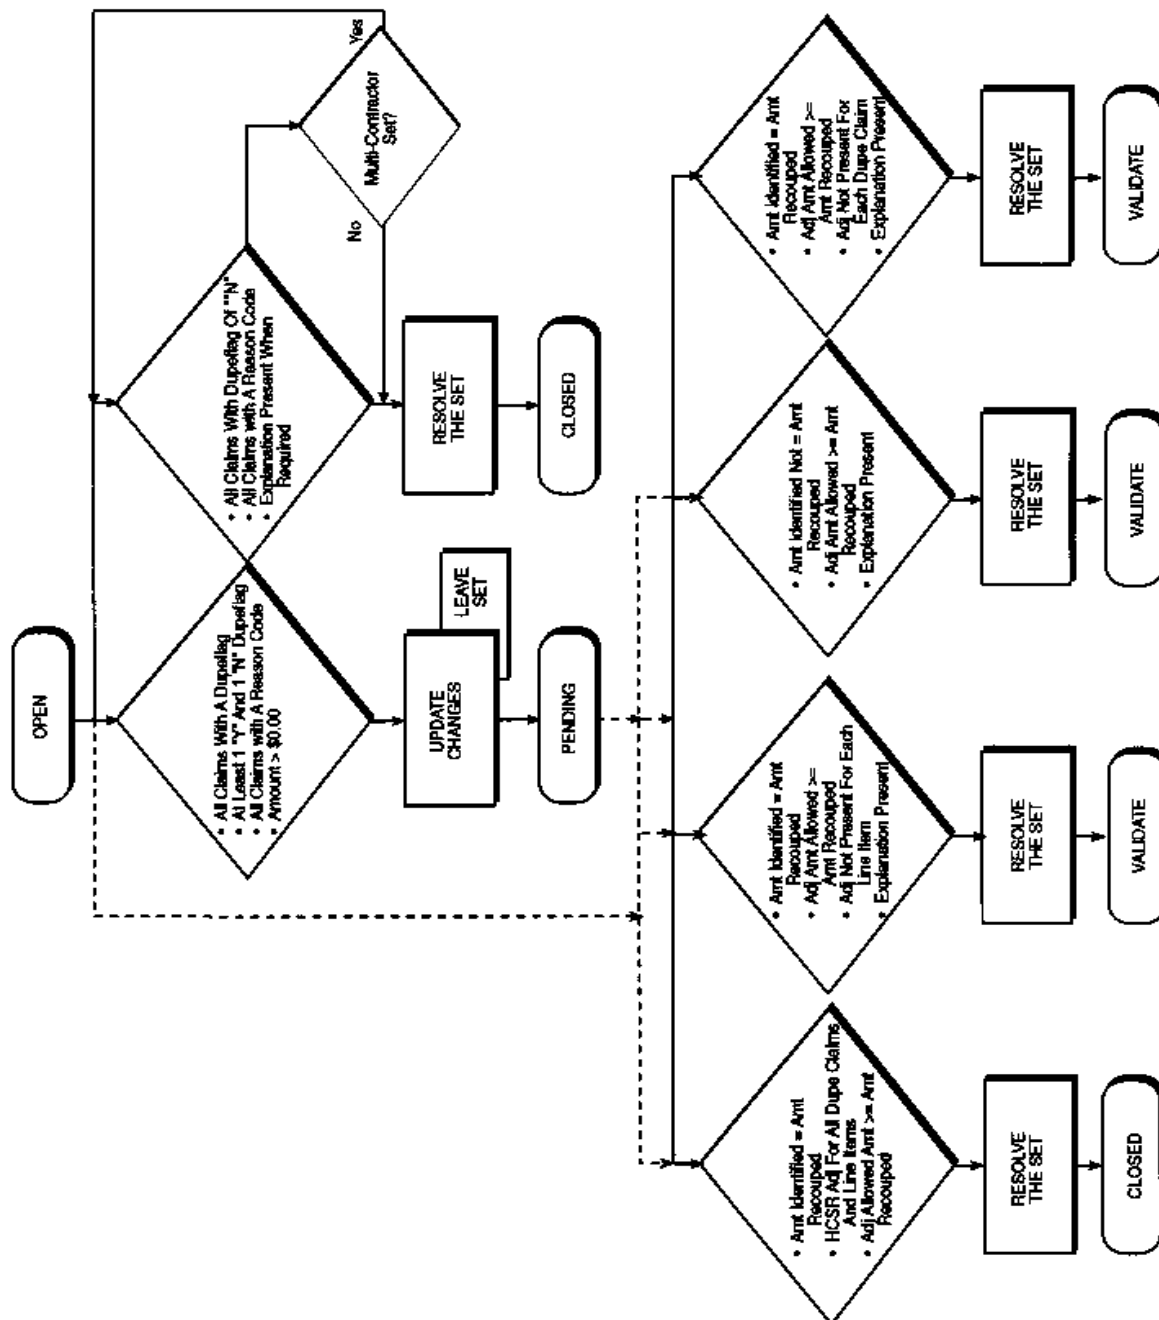 OPEN
• All Claims With A Dupeflag
• At Least 1 "Y" And 1 "N" Dupeflag
• All Claims with A Reason Code
• Amount > $0.00
UPDATE
CHANGES
LEAVE
SET
PENDING
• All Claims With Dupeflag Of ""N"
• All Claims with A Reason Code
• Explanation Present When
Required
Multi-Contractor
Set?
Yes
No
RESOLVE
THE SET
CLOSED
• Amt Identified = Amt
Recouped
• HCSR Adj For All Dupe Claims
And Line Items
• Adj Allowed Amt >= Amt
Recouped
RESOLVE
THE SET
CLOSED
• Amt Identified = Amt
Recouped
• Adj Amt Allowed >=
Amt Recouped
• Adj Not Present For Each
Line Item
• Explanation Present
RESOLVE
THE SET
VALIDATE
• Amt Identified Not = Amt
Recouped
• Adj Amt Allowed >= Amt
Recouped
• Explanation Present
RESOLVE
THE SET
VALIDATE
• Amt Identified = Amt
Recouped
• Adj Amt Allowed >=
Amt Recouped
• Adj Not Present For
Each Dupe Claim
• Explanation Present
RESOLVE
THE SET
VALIDATE